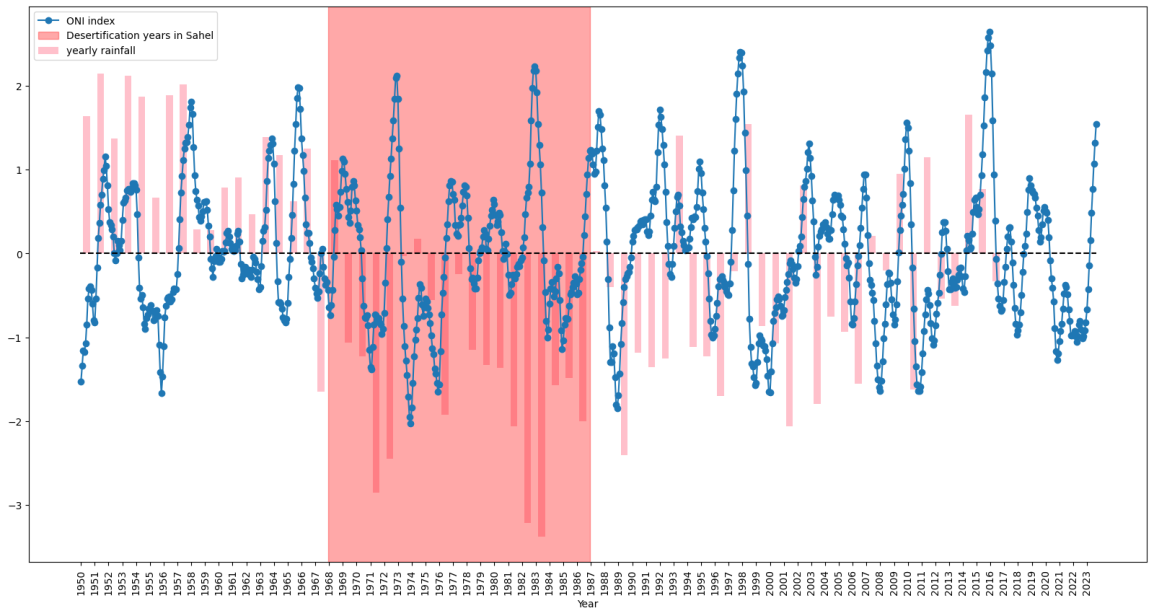 ONI index
Desertification years in Sahel
yearly rainfall
2
1
0
−1
−2
−3
1950 1951 1952 1953 1954 1955 1956 1957 1958 1959 1960 1961 1962 1963 1964 1965 1966 1967 1968 1969 1970 1971 1972 1973 1974 1975 1976 1977 1978 1979 1980 1981 1982 1983 1984 1985 1986 1987 1988 1989 1990 1991 1992 1993 1994 1995 1996 1997 1998 1999 2000 2001 2002 2003 2004 2005 2006 2007 2008 2009 2010 2011 2012 2013 2014 2015 2016 2017 2018 2019 2020 2021 2022 2023
Year